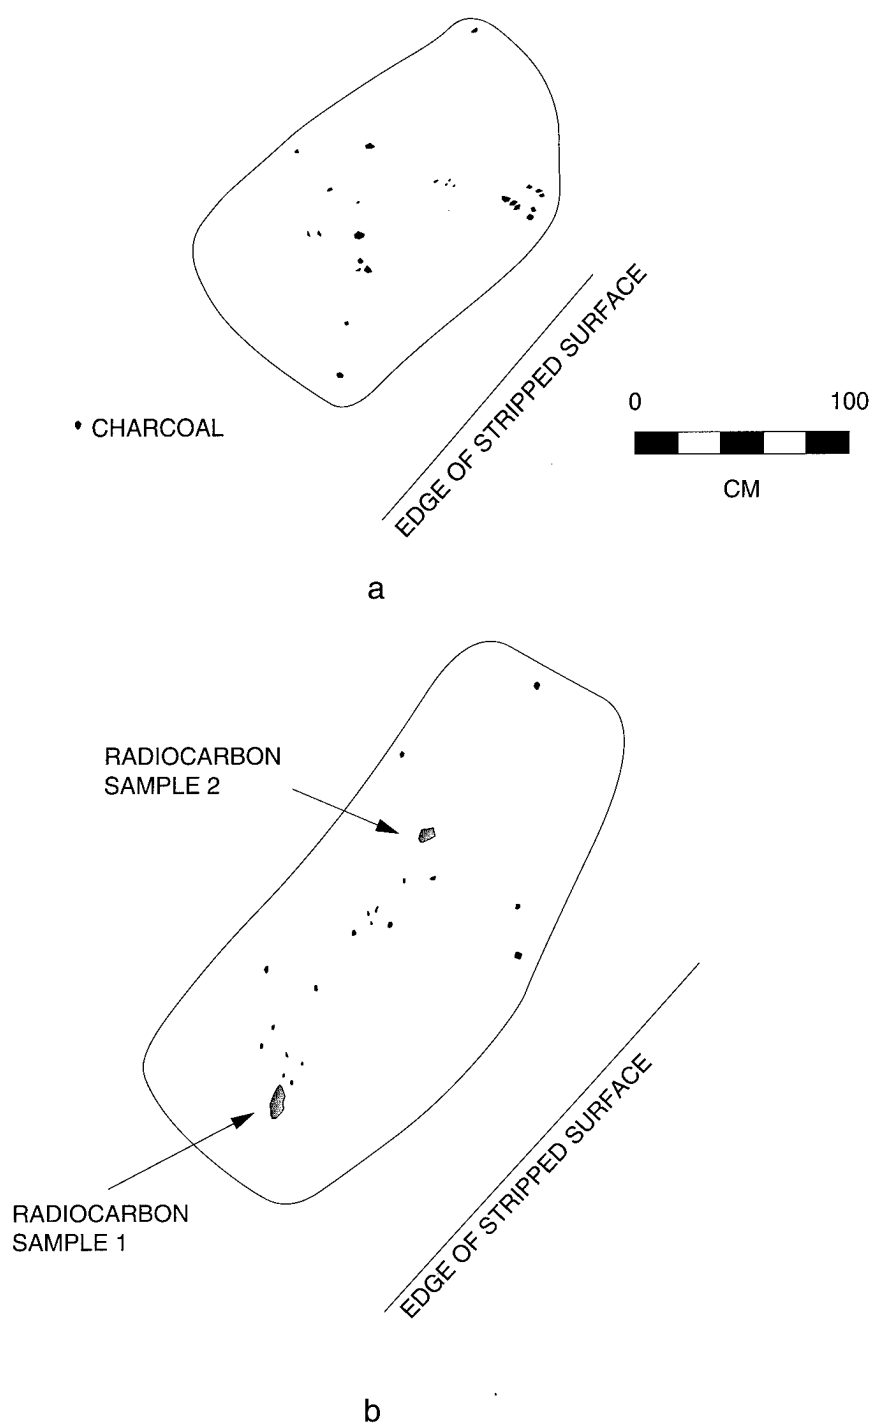 EDGE OF STRIPPED SURFACE
CHARCOAL
0 100
CM
a
RADIOCARBON
SAMPLE 2
EDGE OF STRIPPED SURFACE
RADIOCARBON
SAMPLE 1
b